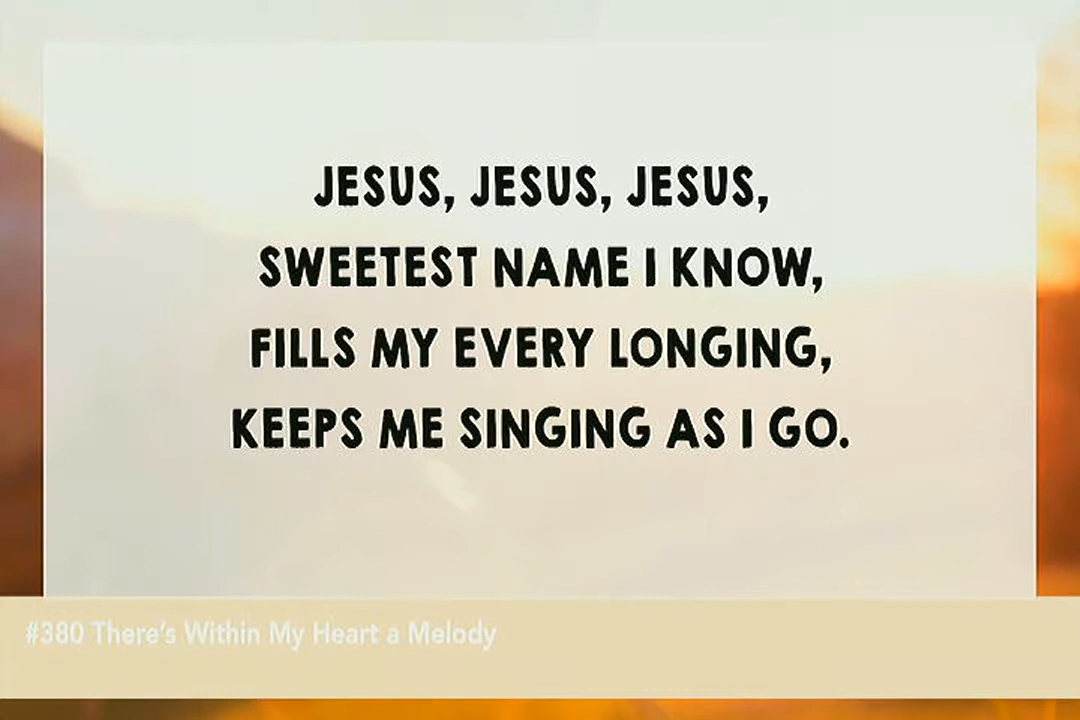 JESUS, JESUS, JESUS,
SWEETEST NAME I KNOW,
FILLS MY EVERY LONGING,
KEEPS ME SINGING AS I GO.
#380 There's Within My Heart a Melody